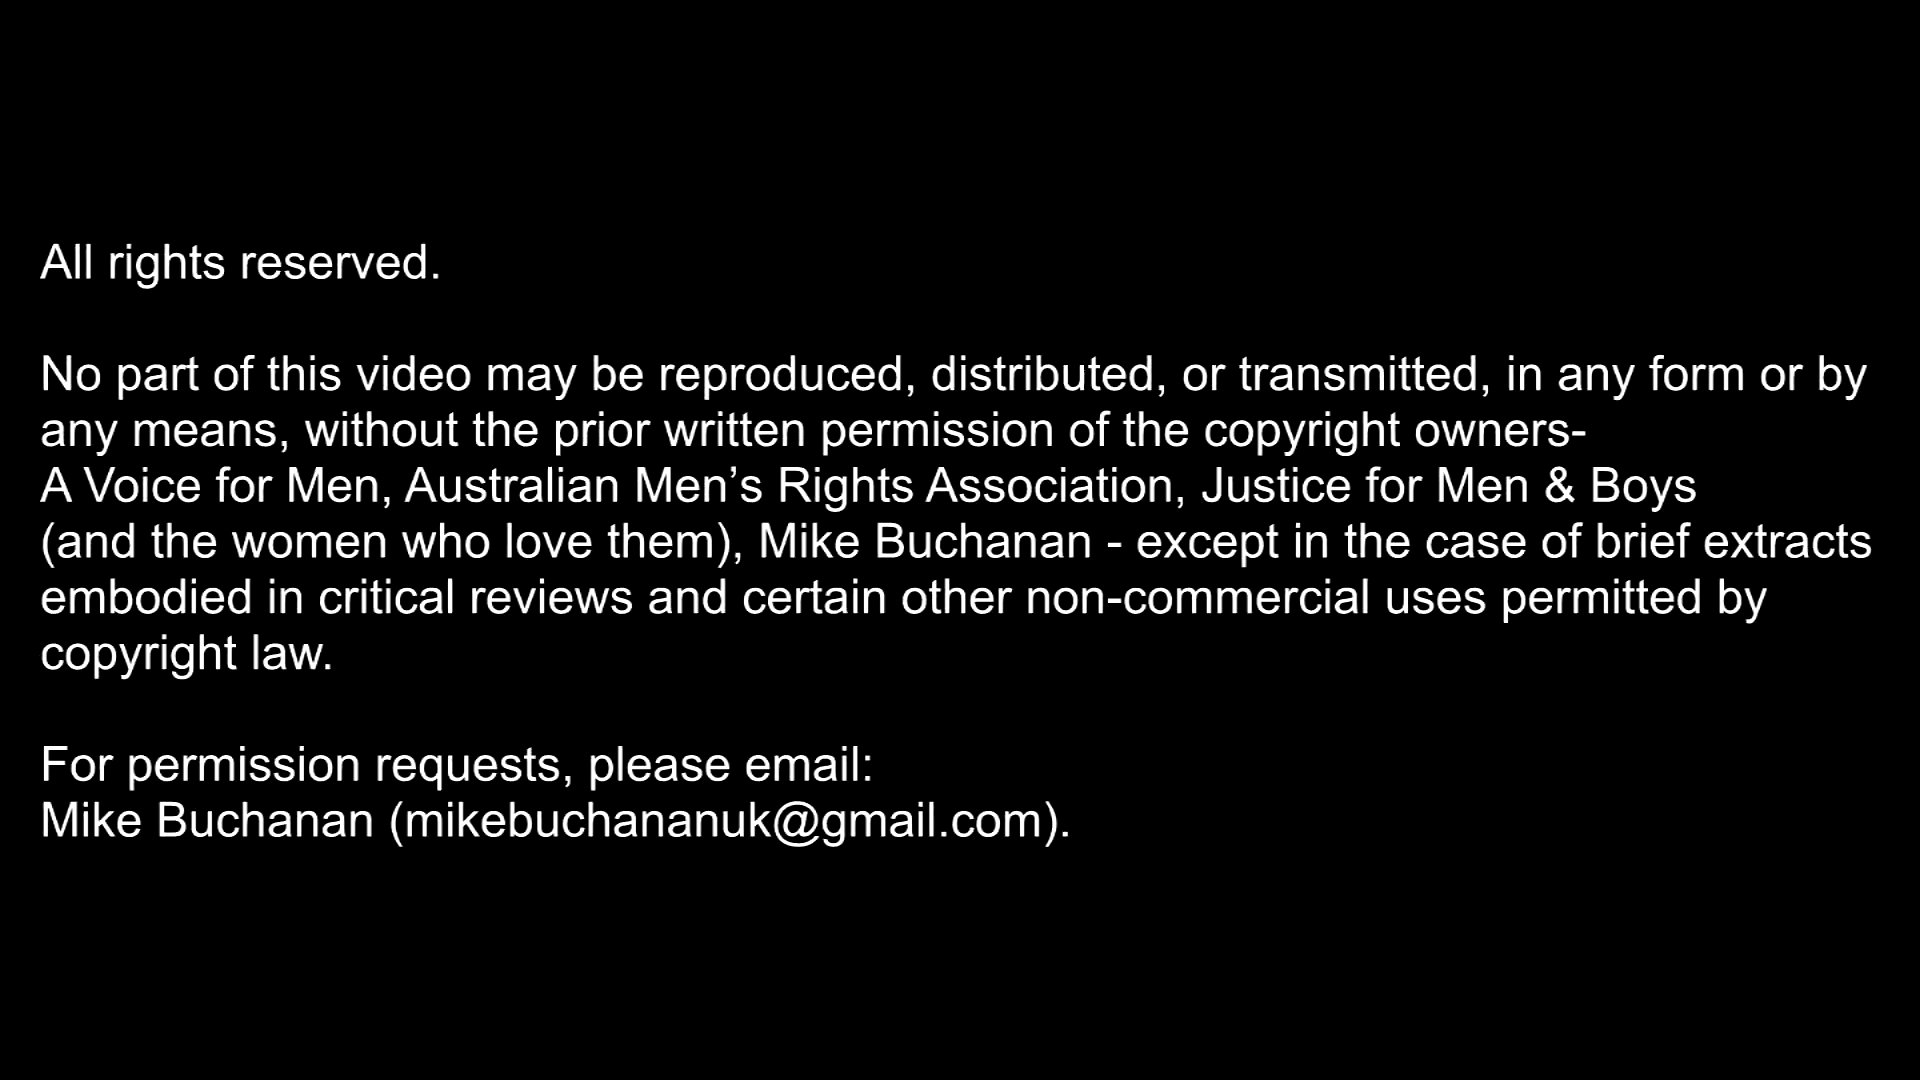 All rights reserved.
No part of this video may be reproduced, distributed, or transmitted, in any form or by
any means, without the prior written permission of the copyright owners-
A Voice for Men, Australian Men’s Rights Association, Justice for Men & Boys
(and the women who love them), Mike Buchanan - except in the case of brief extracts
embodied in critical reviews and certain other non-commercial uses permitted by
copyright law.
For permission requests, please email:
Mike Buchanan (mikebuchananuk@gmail.com).